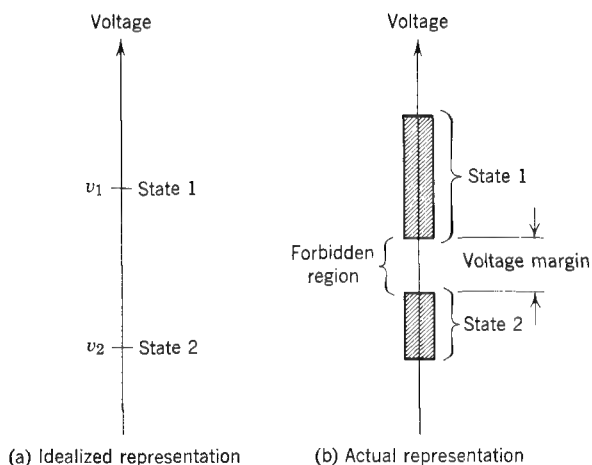 Voltage
v1
State 1
v2
State 2
(a) Idealized representation
Voltage
State 1
Forbidden
region
Voltage margin
State 2
(b) Actual representation